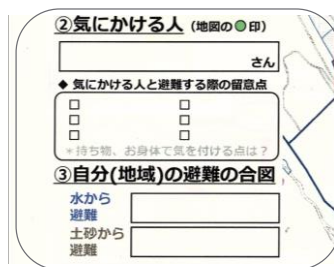 ②気にかける人 (地図の●印)
さん
◆ 気にかける人と避難する際の留意点
□ □
□ □
□ □
＊持ち物、お身体で気を付ける点は？
③自分(地域)の避難の合図
水から
避難
土砂から
避難